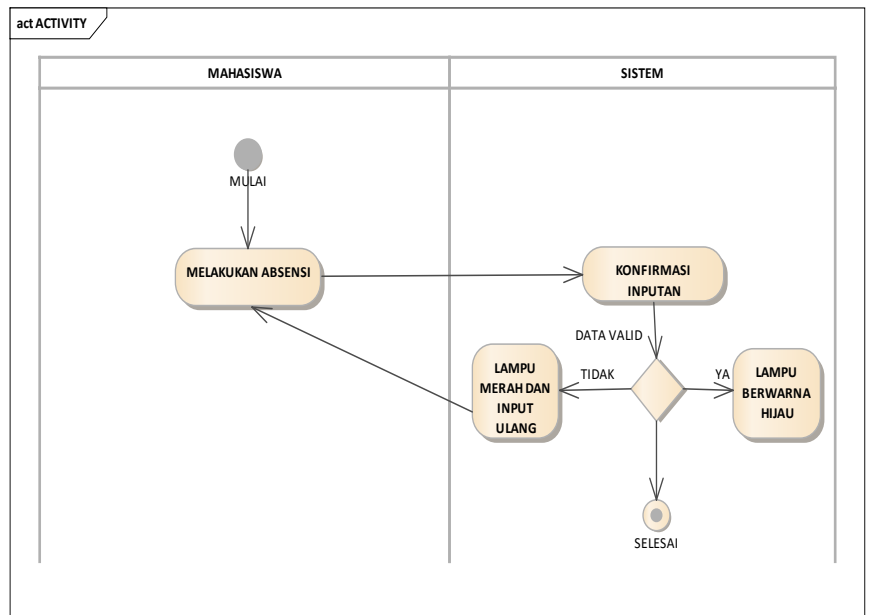 act ACTIVITY
MAHASISWA
SISTEM
MULAI
MELAKUKAN ABSENSI
KONFIRMASI
INPUTAN
DATA VALID
TIDAK
YA
LAMPU
MERAH DAN
INPUT
ULANG
LAMPU
BERWARNA
HIJAU
SELESAI